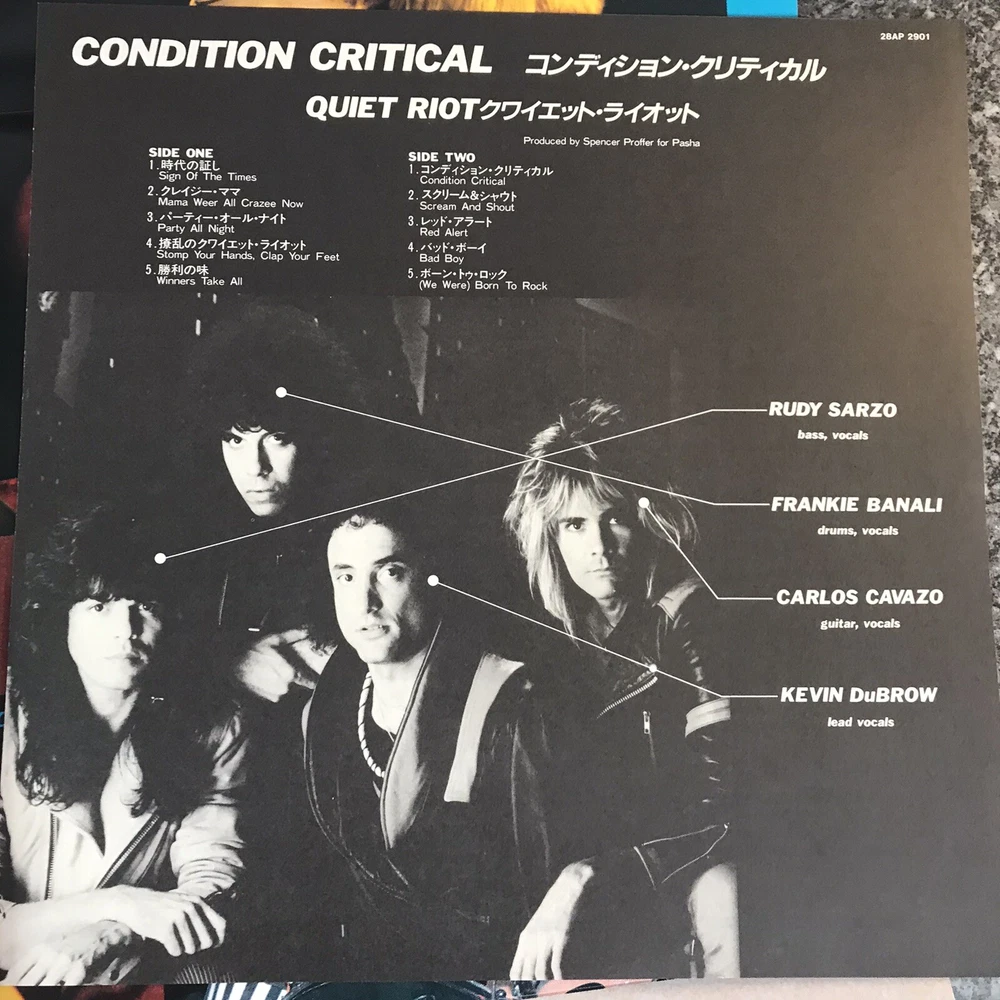 28AP 2901
CONDITION CRITICAL コンディション・クリティカル
QUIET RIOTクワイエット・ライオット
Produced by Spencer Proffer for Pasha
SIDE ONE
1.時代の証し
Sign Of The Times
2.クレイジー・ママ
Mama Weer All Crazee Now
3.パーティー・オール・ナイト
Party All Night
4.撩乱のクワイエット・ライオット
Stomp Your Hands, Clap Your Feet
5.勝利の味
Winners Take All
SIDE TWO
1.コンディション・クリティカル
Condition Critical
2.スクリーム&シャウト
Scream And Shout
3.レッド・アラート
Red Alert
4.バッド・ボーイ
Bad Boy
5.ボーン・トゥ・ロック
(We Were) Born To Rock
RUDY SARZO
bass, vocals
FRANKIE BANALI
drums, vocals
CARLOS CAVAZO
guitar, vocals
KEVIN DuBROW
lead vocals